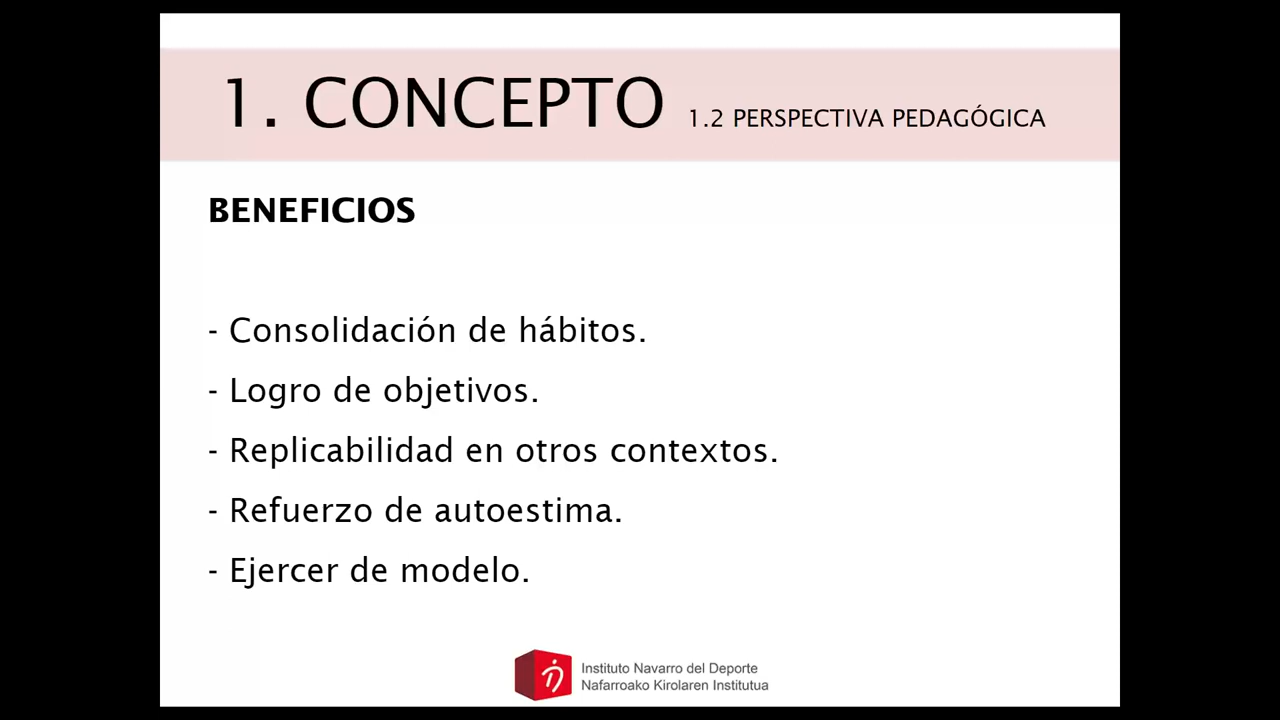 1. CONCEPTO 1.2 PERSPECTIVA PEDAGÓGICA
BENEFICIOS
- Consolidación de hábitos.
- Logro de objetivos.
- Replicabilidad en otros contextos.
- Refuerzo de autoestima.
- Ejercer de modelo.
Instituto Navarro del Deporte
Nafarroako Kirolaren Institutua